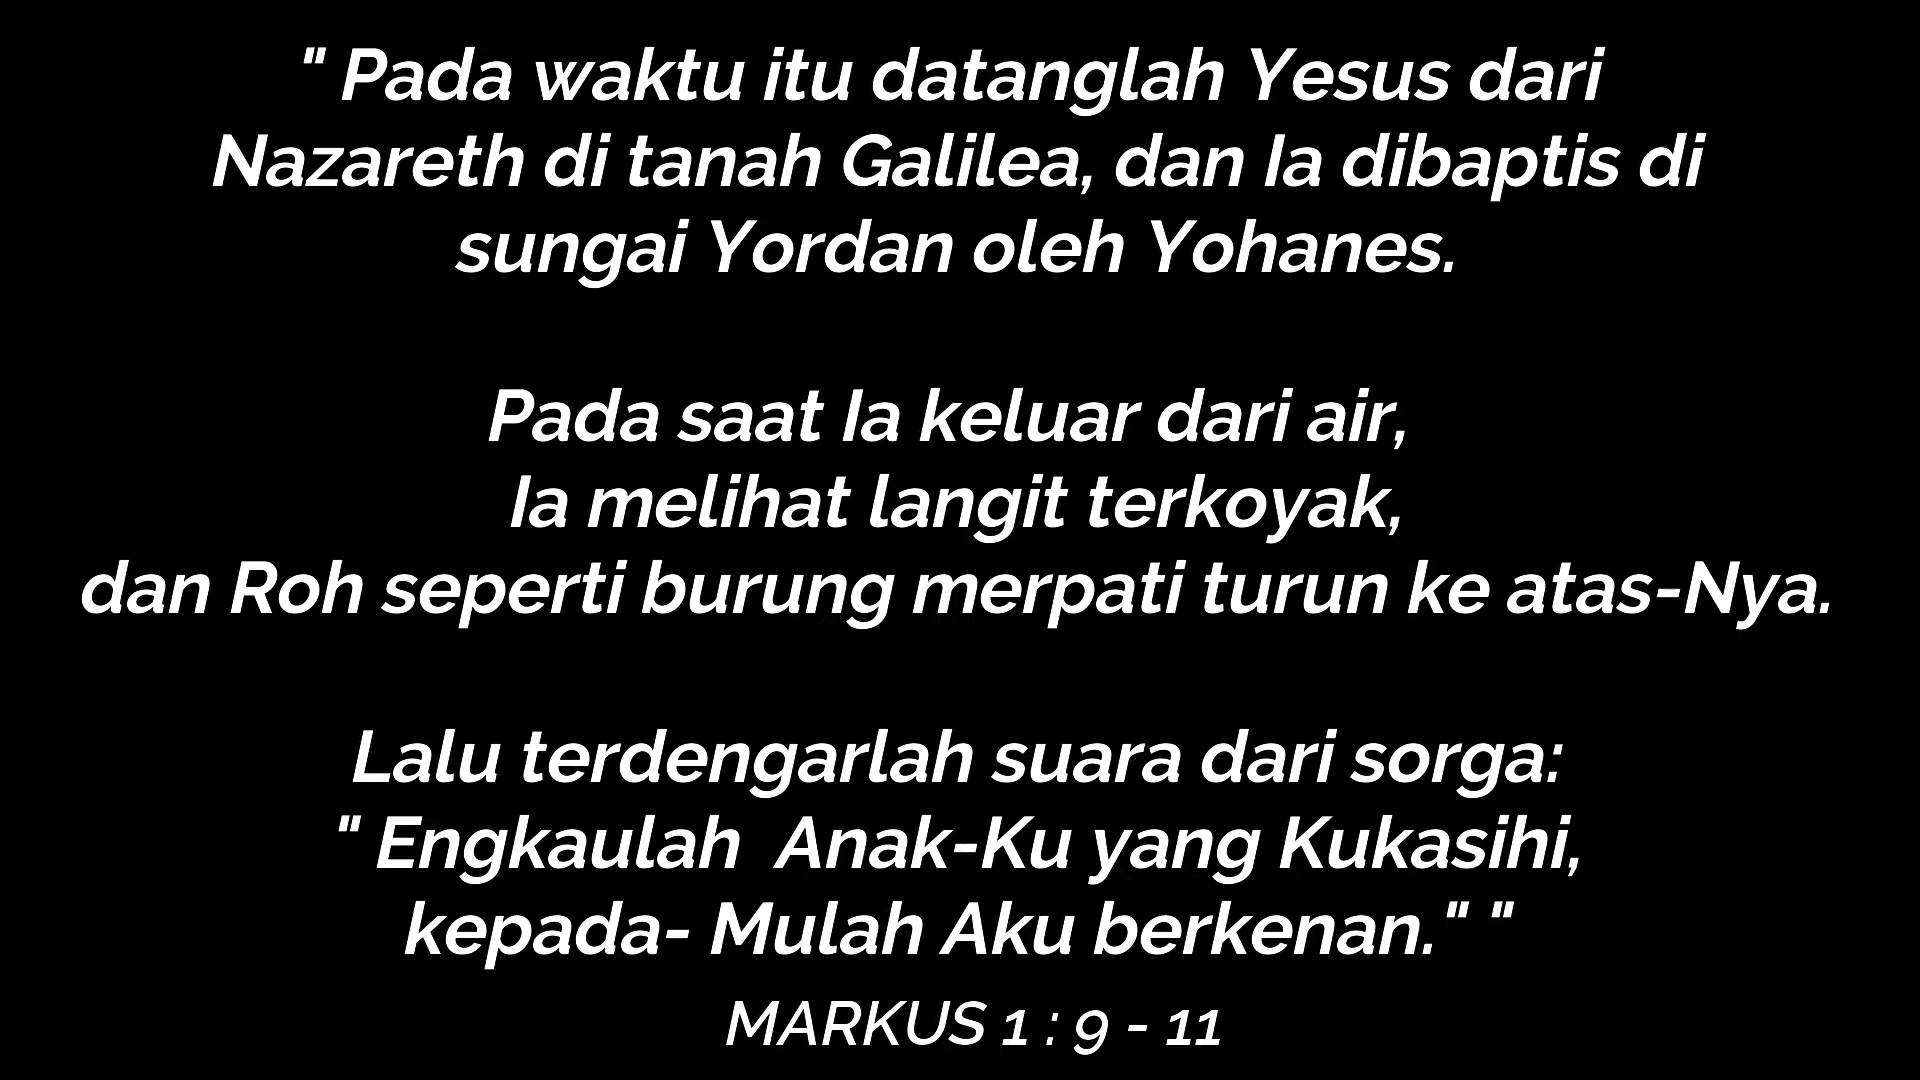 " Pada waktu itu datanglah Yesus dari
Nazareth di tanah Galilea, dan Ia dibaptis di
sungai Yordan oleh Yohanes.
Pada saat Ia keluar dari air,
Ia melihat langit terkoyak,
dan Roh seperti burung merpati turun ke atas-Nya.
Lalu terdengarlah suara dari sorga:
" Engkaulah  Anak-Ku yang Kukasihi,
kepada- Mulah Aku berkenan." "
MARKUS 1 : 9 - 11